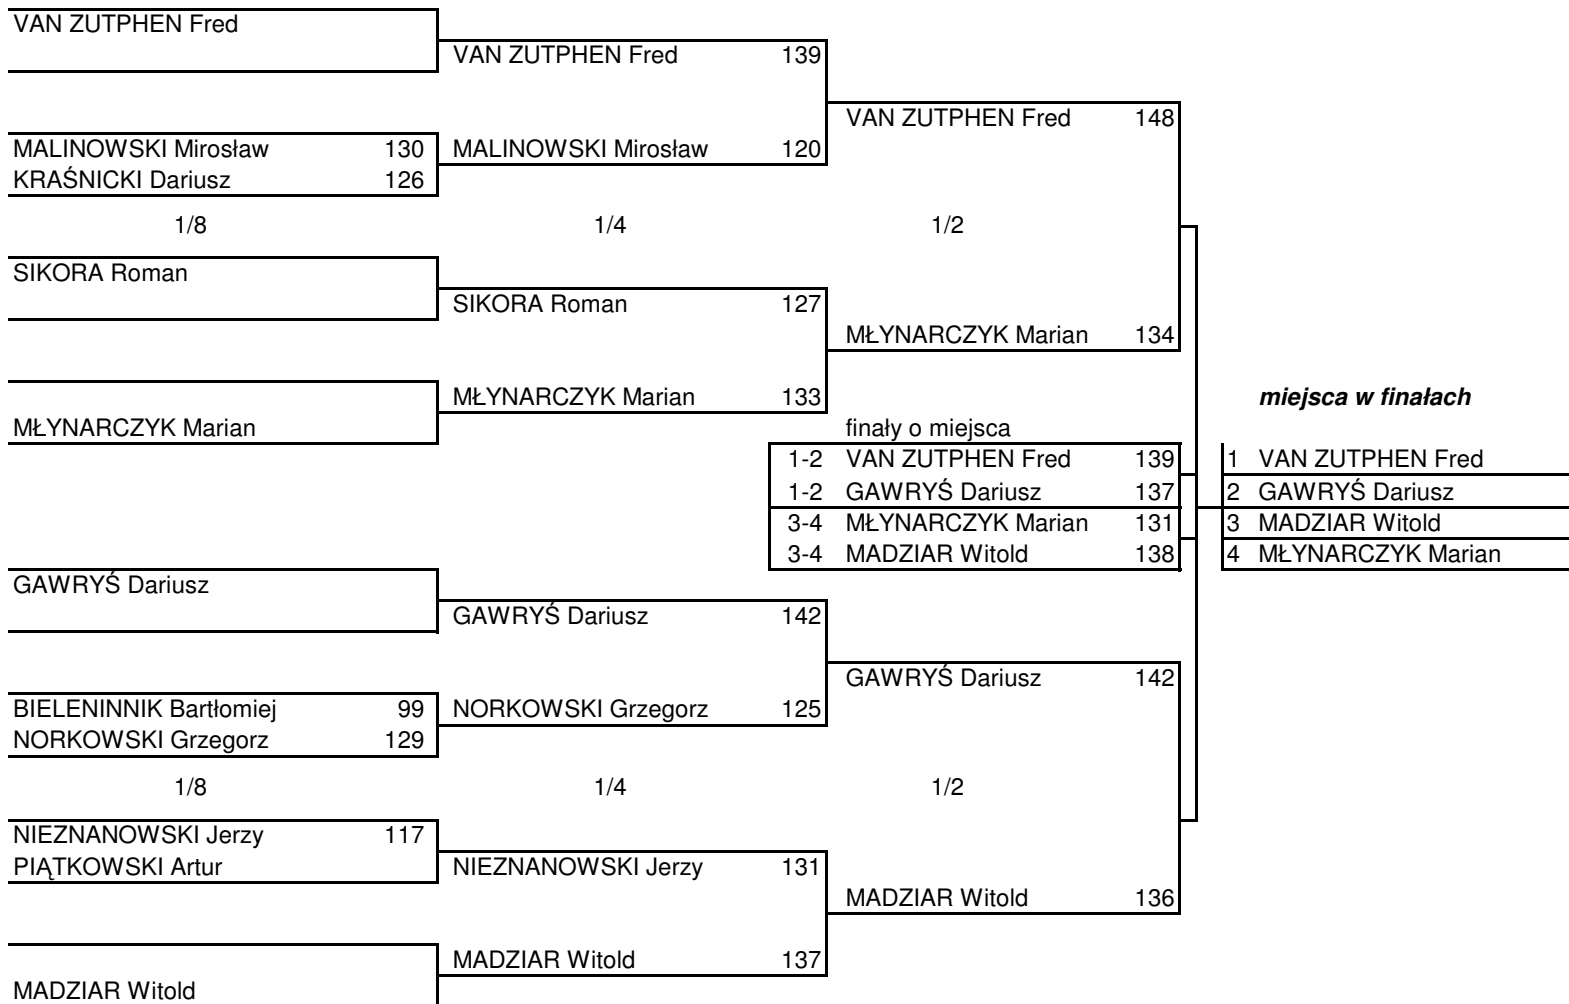 VAN ZUTPHEN Fred
VAN ZUTPHEN Fred 139
VAN ZUTPHEN Fred 148
MALINOWSKI Mirosław 130 MALINOWSKI Mirosław 120
KRAŚNICKI Dariusz 126
1/8 1/4 1/2
SIKORA Roman
SIKORA Roman 127
MŁYNARCZYK Marian 134
MŁYNARCZYK Marian 133 miejsca w finałach
MŁYNARCZYK Marian finały o miejsca
1-2 VAN ZUTPHEN Fred 139 1 VAN ZUTPHEN Fred
1-2 GAWRYŚ Dariusz 137 2 GAWRYŚ Dariusz
3-4 MŁYNARCZYK Marian 131 3 MADZIAR Witold
3-4 MADZIAR Witold 138 4 MŁYNARCZYK Marian
GAWRYŚ Dariusz
GAWRYŚ Dariusz 142
GAWRYŚ Dariusz 142
BIELENINNIK Bartłomiej 99 NORKOWSKI Grzegorz 125
NORKOWSKI Grzegorz 129
1/8 1/4 1/2
NIEZNANOWSKI Jerzy 117
PIĄTKOWSKI Artur NIEZNANOWSKI Jerzy 131
MADZIAR Witold 136
MADZIAR Witold 137
MADZIAR Witold